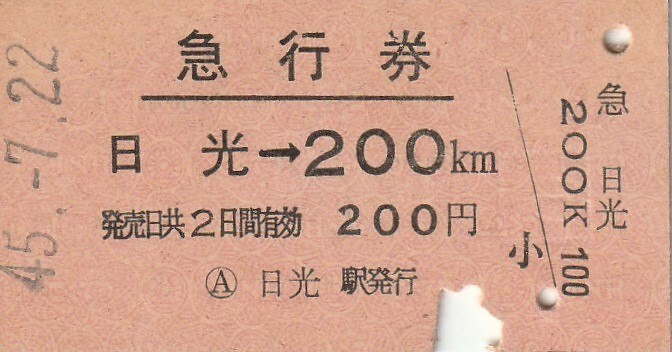 急行券
日光→200km
発売日共2日間有効 200円
Ⓐ 日光 駅発行
45.-7.22
小
急 日光
200K 100